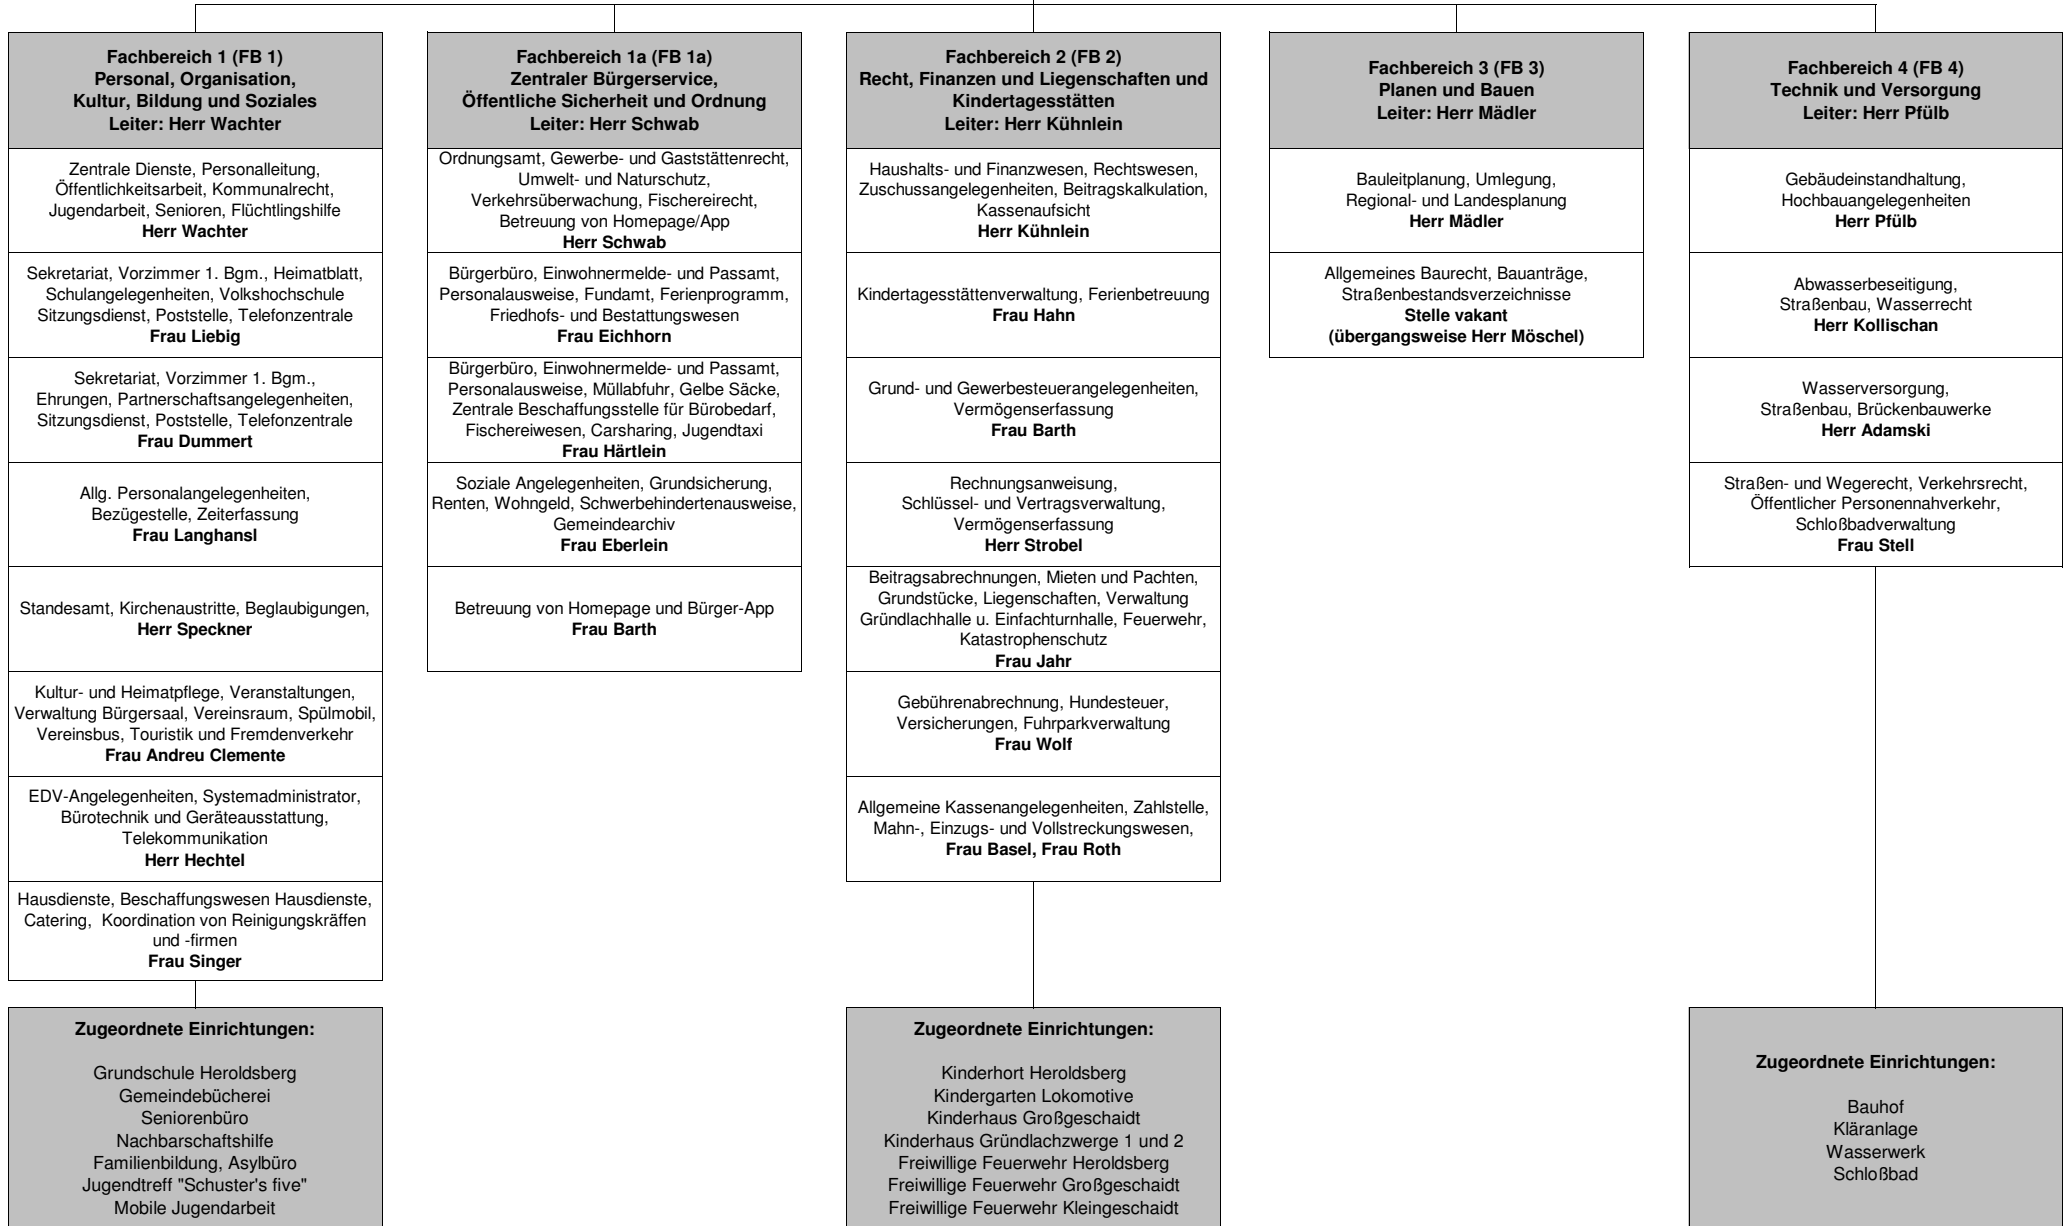 Fachbereich 1 (FB 1)
Personal, Organisation,
Kultur, Bildung und Soziales
Leiter: Herr Wachter
Zentrale Dienste, Personalleitung,
Öffentlichkeitsarbeit, Kommunalrecht,
Jugendarbeit, Senioren, Flüchtlingshilfe
Herr Wachter
Sekretariat, Vorzimmer 1. Bgm., Heimatblatt,
Schulangelegenheiten, Volkshochschule
Sitzungsdienst, Poststelle, Telefonzentrale
Frau Liebig
Sekretariat, Vorzimmer 1. Bgm.,
Ehrungen, Partnerschaftsangelegenheiten,
Sitzungsdienst, Poststelle, Telefonzentrale
Frau Dummert
Allg. Personalangelegenheiten,
Bezügestelle, Zeiterfassung
Frau Langhansl
Standesamt, Kirchenaustritte, Beglaubigungen,
Herr Speckner
Kultur- und Heimatpflege, Veranstaltungen,
Verwaltung Bürgersaal, Vereinsraum, Spülmobil,
Vereinsbus, Touristik und Fremdenverkehr
Frau Andreu Clemente
EDV-Angelegenheiten, Systemadministrator,
Bürotechnik und Geräteausstattung,
Telekommunikation
Herr Hechtel
Hausdienste, Beschaffungswesen Hausdienste,
Catering, Koordination von Reinigungskräffen
und -firmen
Frau Singer
Zugeordnete Einrichtungen:
Grundschule Heroldsberg
Gemeindebücherei
Seniorenbüro
Nachbarschaftshilfe
Familienbildung, Asylbüro
Jugendtreff "Schuster's five"
Mobile Jugendarbeit
Fachbereich 1a (FB 1a)
Zentraler Bürgerservice,
Öffentliche Sicherheit und Ordnung
Leiter: Herr Schwab
Ordnungsamt, Gewerbe- und Gaststättenrecht,
Umwelt- und Naturschutz,
Verkehrsüberwachung, Fischereirecht,
Betreuung von Homepage/App
Herr Schwab
Bürgerbüro, Einwohnermelde- und Passamt,
Personalausweise, Fundamt, Ferienprogramm,
Friedhofs- und Bestattungswesen
Frau Eichhorn
Bürgerbüro, Einwohnermelde- und Passamt,
Personalausweise, Müllabfuhr, Gelbe Säcke,
Zentrale Beschaffungsstelle für Bürobedarf,
Fischereiwesen, Carsharing, Jugendtaxi
Frau Härtlein
Soziale Angelegenheiten, Grundsicherung,
Renten, Wohngeld, Schwerbehindertenausweise,
Gemeindearchiv
Frau Eberlein
Betreuung von Homepage und Bürger-App
Frau Barth
Fachbereich 2 (FB 2)
Recht, Finanzen und Liegenschaften und
Kindertagesstätten
Leiter: Herr Kühnlein
Haushalts- und Finanzwesen, Rechtswesen,
Zuschussangelegenheiten, Beitragskalkulation,
Kassenaufsicht
Herr Kühnlein
Kindertagesstättenverwaltung, Ferienbetreuung
Frau Hahn
Grund- und Gewerbesteuerangelegenheiten,
Vermögenserfassung
Frau Barth
Rechnungsanweisung,
Schlüssel- und Vertragsverwaltung,
Vermögenserfassung
Herr Strobel
Beitragsabrechnungen, Mieten und Pachten,
Grundstücke, Liegenschaften, Verwaltung
Gründlachhalle u. Einfachturnhalle, Feuerwehr,
Katastrophenschutz
Frau Jahr
Gebührenabrechnung, Hundesteuer,
Versicherungen, Fuhrparkverwaltung
Frau Wolf
Allgemeine Kassenangelegenheiten, Zahlstelle,
Mahn-, Einzugs- und Vollstreckungswesen,
Frau Basel, Frau Roth
Zugeordnete Einrichtungen:
Kinderhort Heroldsberg
Kindergarten Lokomotive
Kinderhaus Großgeschaidt
Kinderhaus Gründlachzwerge 1 und 2
Freiwillige Feuerwehr Heroldsberg
Freiwillige Feuerwehr Großgeschaidt
Freiwillige Feuerwehr Kleingeschaidt
Fachbereich 3 (FB 3)
Planen und Bauen
Leiter: Herr Mädler
Bauleitplanung, Umlegung,
Regional- und Landesplanung
Herr Mädler
Allgemeines Baurecht, Bauanträge,
Straßenbestandsverzeichnisse
Stelle vakant
(übergangsweise Herr Möschel)
Fachbereich 4 (FB 4)
Technik und Versorgung
Leiter: Herr Pfülb
Gebäudeinstandhaltung,
Hochbauangelegenheiten
Herr Pfülb
Abwasserbeseitigung,
Straßenbau, Wasserrecht
Herr Kollischan
Wasserversorgung,
Straßenbau, Brückenbauwerke
Herr Adamski
Straßen- und Wegerecht, Verkehrsrecht,
Öffentlicher Personennahverkehr,
Schloßbadverwaltung
Frau Stell
Zugeordnete Einrichtungen:
Bauhof
Kläranlage
Wasserwerk
Schloßbad